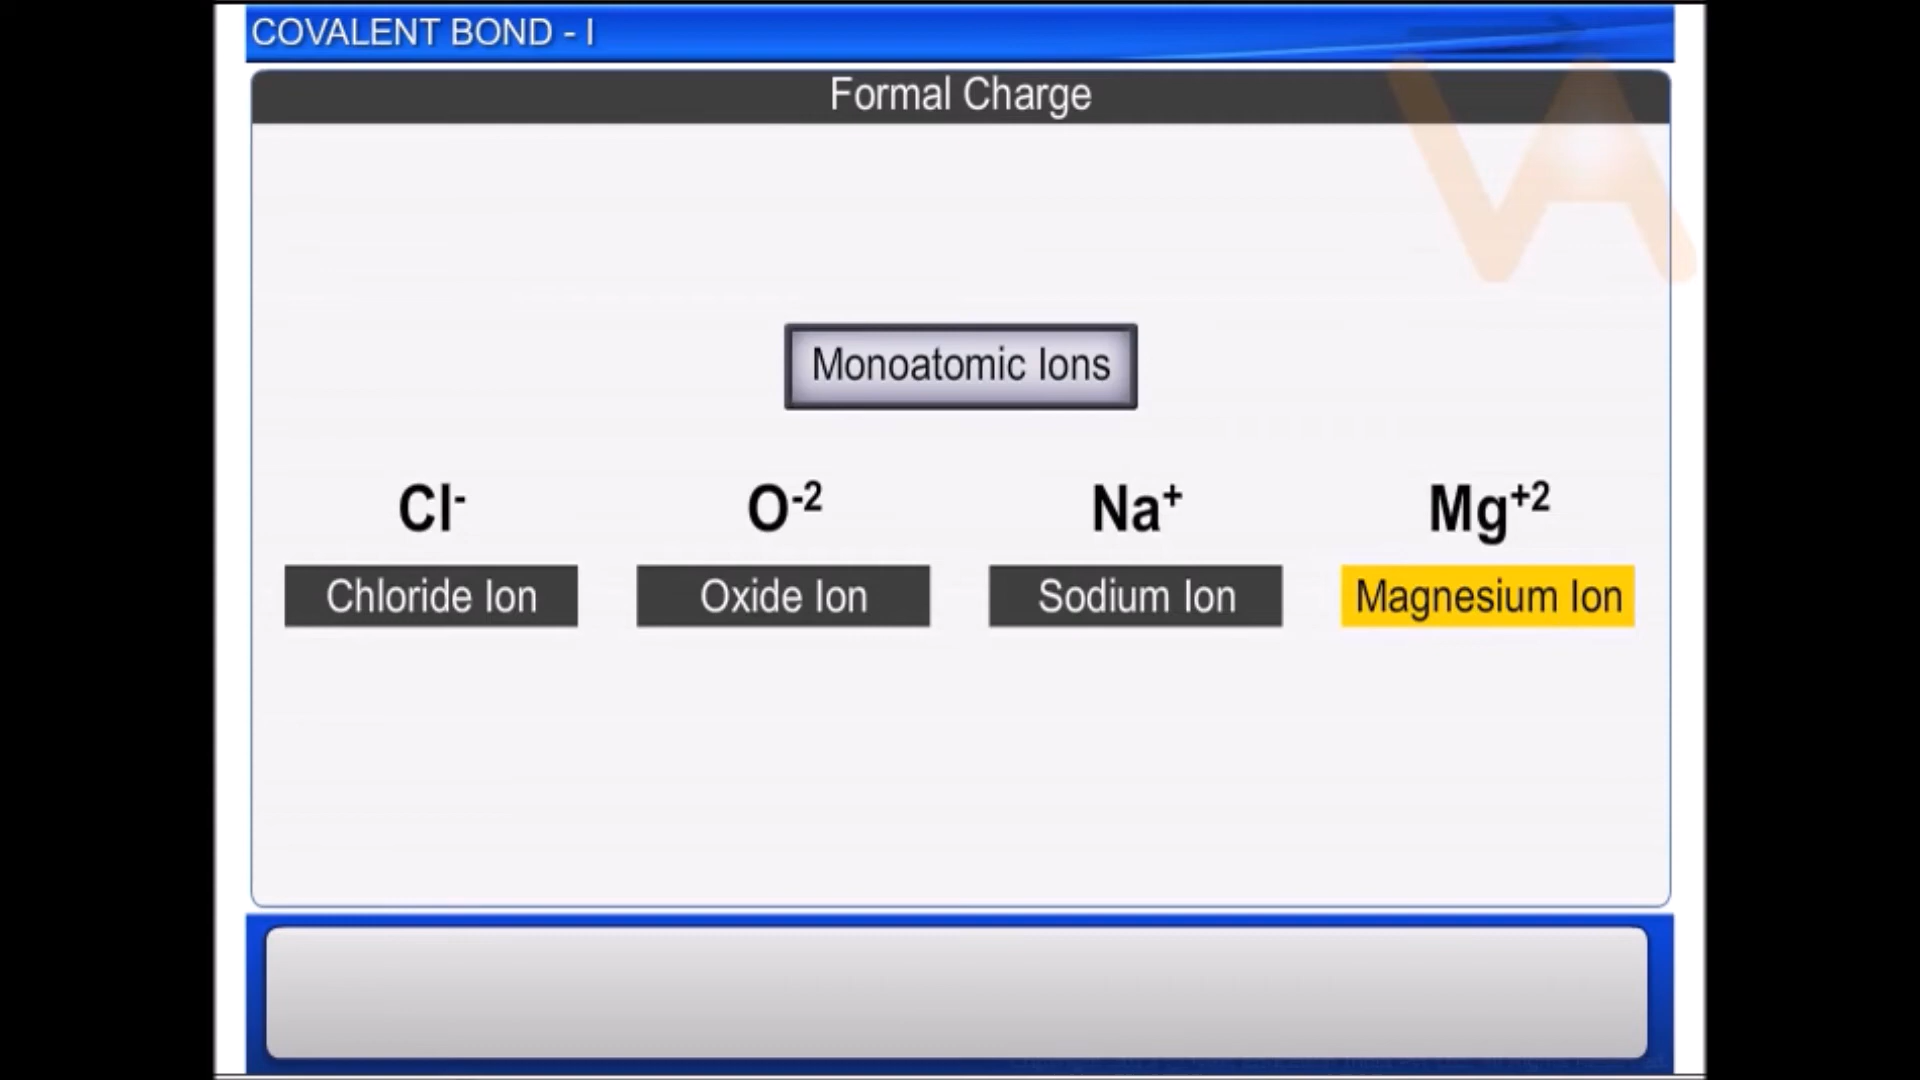 COVALENT BOND - I
Formal Charge
Monoatomic Ions
Cl⁻ O⁻² Na⁺ Mg⁺²
Chloride Ion Oxide Ion Sodium Ion Magnesium Ion
VA